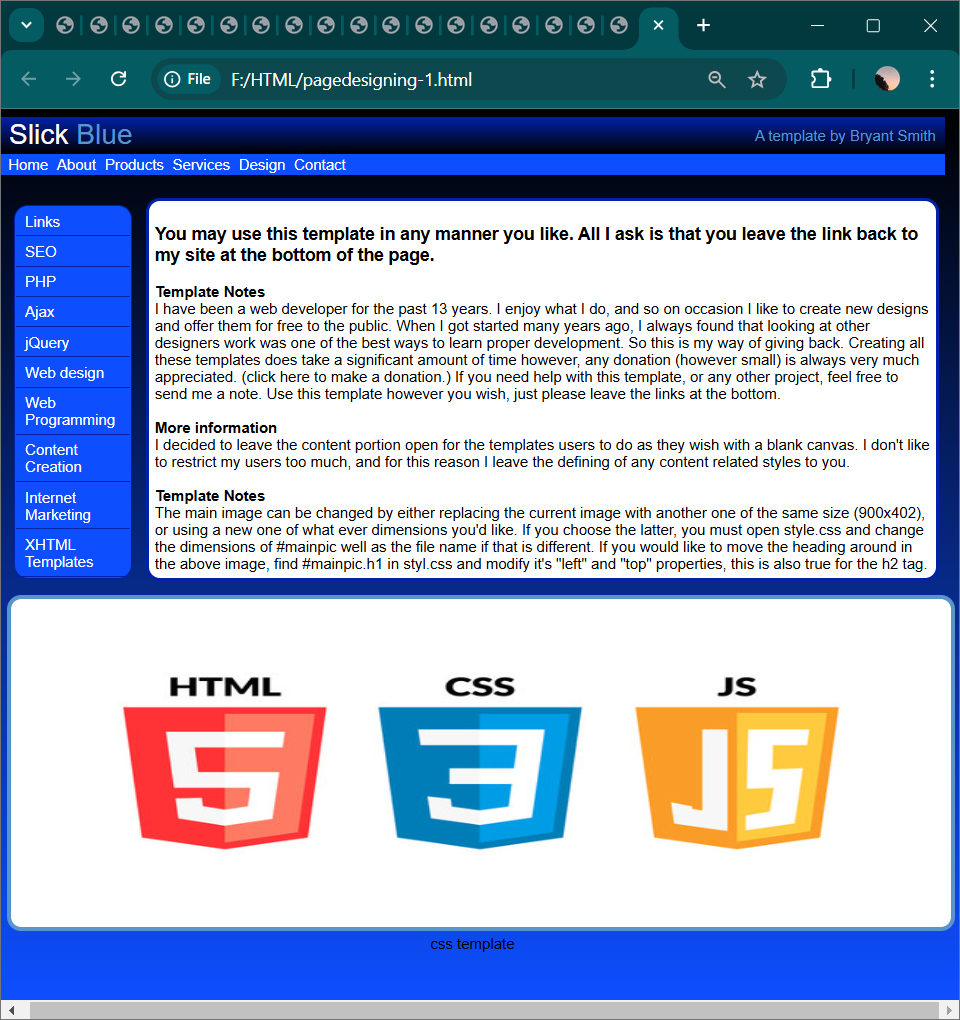 File F:/HTML/pagedesigning-1.html
Slick Blue
A template by Bryant Smith
Home About Products Services Design Contact
Links
SEO
PHP
Ajax
jQuery
Web design
Web
Programming
Content
Creation
Internet
Marketing
XHTML
Templates
You may use this template in any manner you like. All I ask is that you leave the link back to
my site at the bottom of the page.
Template Notes
I have been a web developer for the past 13 years. I enjoy what I do, and so on occasion I like to create new designs
and offer them for free to the public. When I got started many years ago, I always found that looking at other
designers work was one of the best ways to learn proper development. So this is my way of giving back. Creating all
these templates does take a significant amount of time however, any donation (however small) is always very much
appreciated. (click here to make a donation.) If you need help with this template, or any other project, feel free to
send me a note. Use this template however you wish, just please leave the links at the bottom.
More information
I decided to leave the content portion open for the templates users to do as they wish with a blank canvas. I don't like
to restrict my users too much, and for this reason I leave the defining of any content related styles to you.
Template Notes
The main image can be changed by either replacing the current image with another one of the same size (900x402),
or using a new one of what ever dimensions you'd like. If you choose the latter, you must open style.css and change
the dimensions of #mainpic well as the file name if that is different. If you would like to move the heading around in
the above image, find #mainpic.h1 in styl.css and modify it's "left" and "top" properties, this is also true for the h2 tag.
HTML CSS JS
5 3 JS
css template